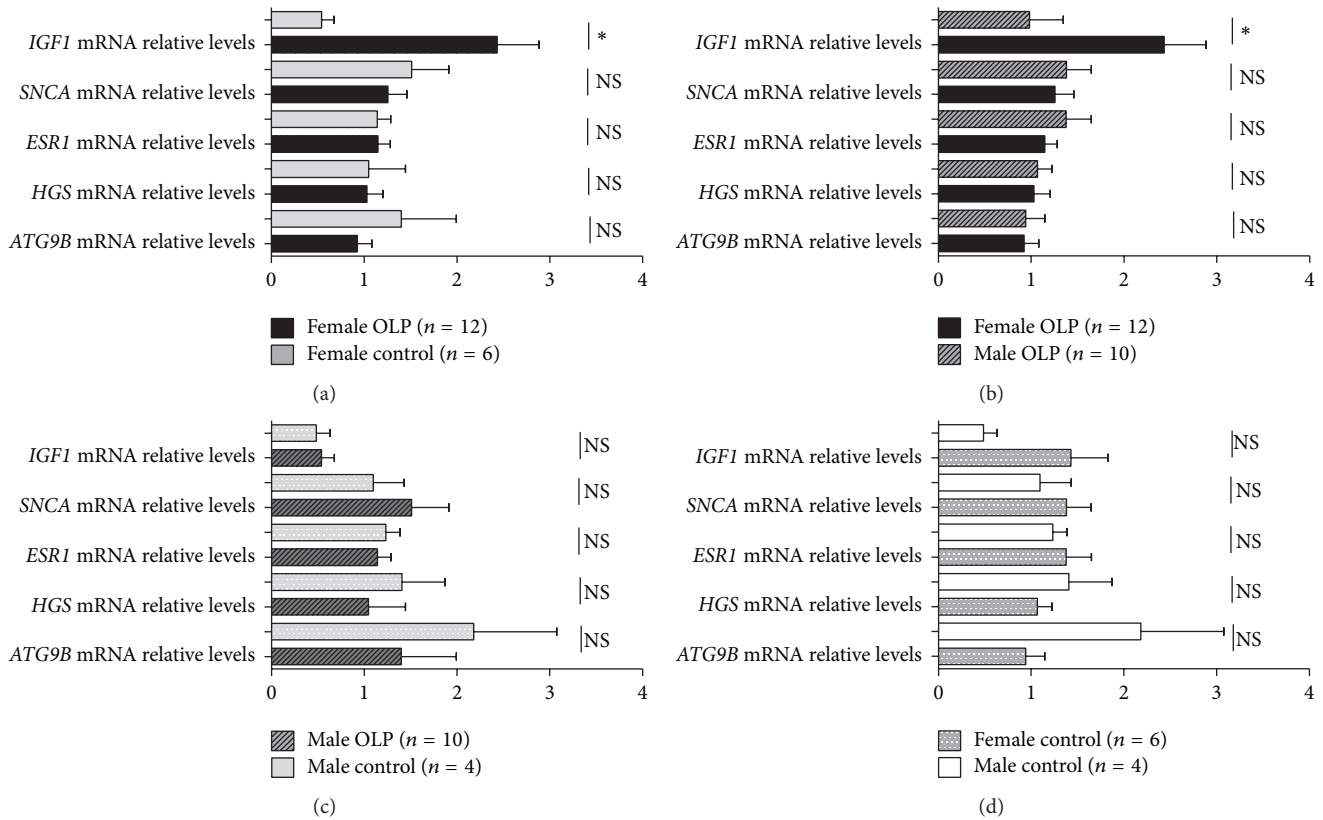 IGF1 mRNA relative levels
*
SNCA mRNA relative levels
NS
ESR1 mRNA relative levels
NS
HGS mRNA relative levels
NS
ATG9B mRNA relative levels
NS
0 1 2 3 4
Female OLP (n = 12)
Female control (n = 6)
(a)
IGF1 mRNA relative levels
*
SNCA mRNA relative levels
NS
ESR1 mRNA relative levels
NS
HGS mRNA relative levels
NS
ATG9B mRNA relative levels
NS
0 1 2 3 4
Female OLP (n = 12)
Male OLP (n = 10)
(b)
IGF1 mRNA relative levels
NS
SNCA mRNA relative levels
NS
ESR1 mRNA relative levels
NS
HGS mRNA relative levels
NS
ATG9B mRNA relative levels
NS
0 1 2 3 4
Male OLP (n = 10)
Male control (n = 4)
(c)
IGF1 mRNA relative levels
NS
SNCA mRNA relative levels
NS
ESR1 mRNA relative levels
NS
HGS mRNA relative levels
NS
ATG9B mRNA relative levels
NS
0 1 2 3 4
Female control (n = 6)
Male control (n = 4)
(d)